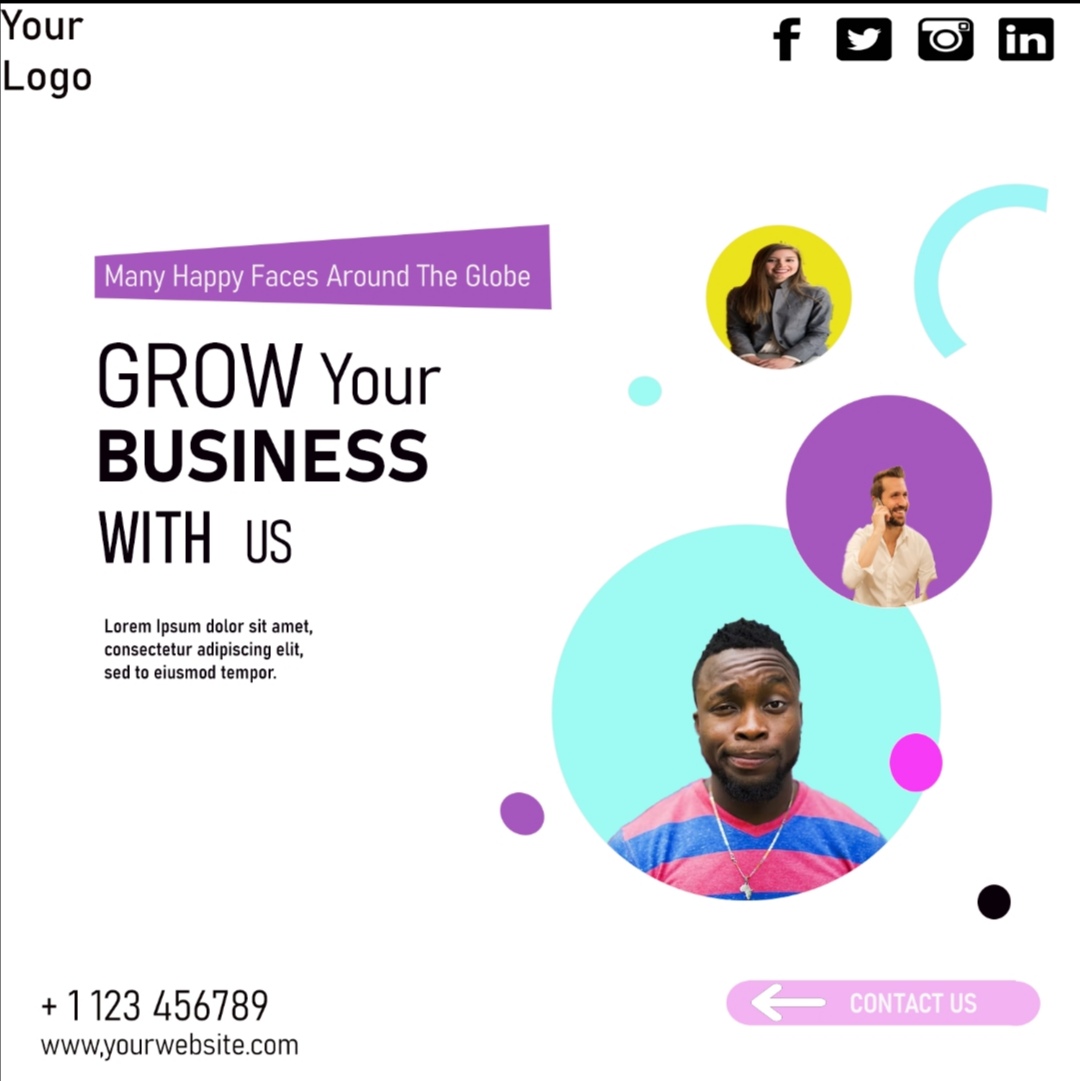 Your
Logo
Many Happy Faces Around The Globe
GROW Your
BUSINESS
WITH US
Lorem Ipsum dolor sit amet,
consectetur adipiscing elit,
sed to eiusmod tempor.
+ 1 123 456789
www,yourwebsite.com
CONTACT US